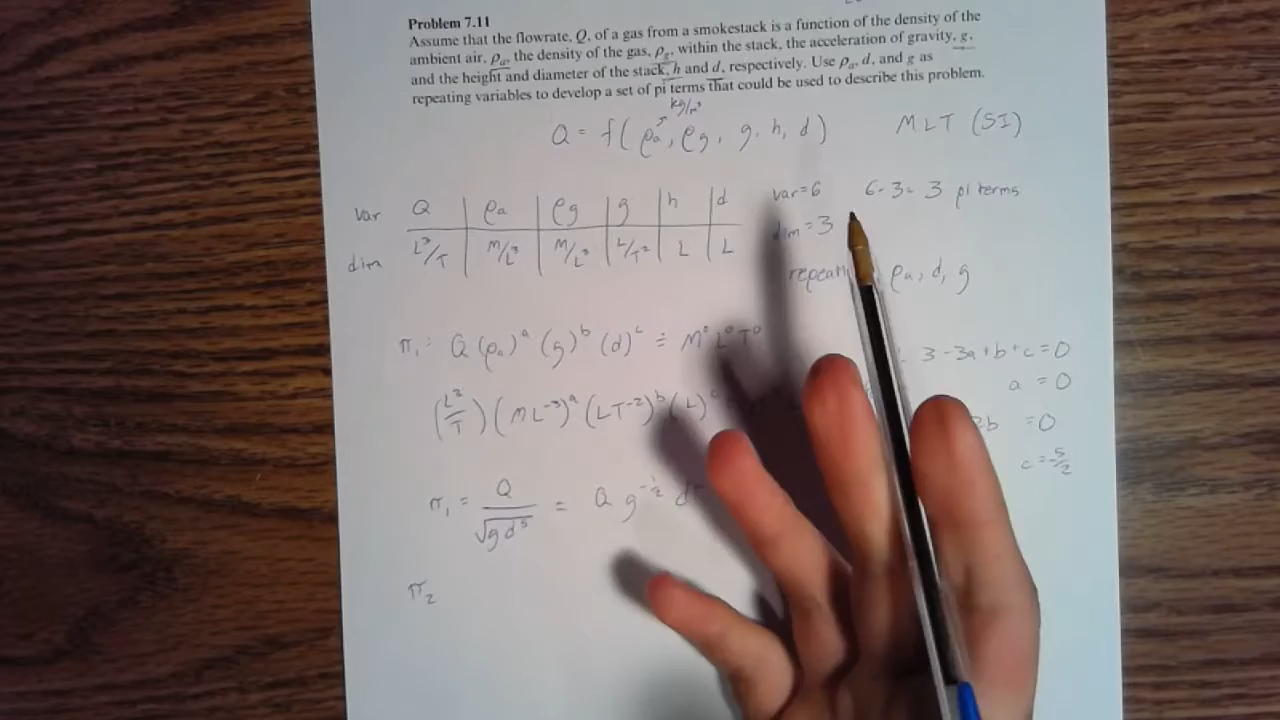 Problem 7.11
Assume that the flowrate, Q, of a gas from a smokestack is a function of the density of the
ambient air, ρa, the density of the gas, ρg, within the stack, the acceleration of gravity, g,
and the height and diameter of the stack, h and d, respectively. Use ρa, d, and g as
repeating variables to develop a set of pi terms that could be used to describe this problem.
kg/m³
Q = f(ρa, ρg, g, h, d) MLT (SI)
var Q ρa ρg g h d var=6 6-3= 3 pi terms
dim L³/T M/L³ M/L³ L/T² L L dim = 3
repeat ρa, d, g
π₁: Q (ρa)^a (g)^b (d)^c ≐ M⁰L⁰T⁰
3-3a+b+c=0
a =0
(L³/T)(ML⁻³)^a (LT⁻²)^b (L)^c
2b =0
c=-5/2
π₁ = Q/√(gd⁵) = Q g^(-1/2) d
π₂